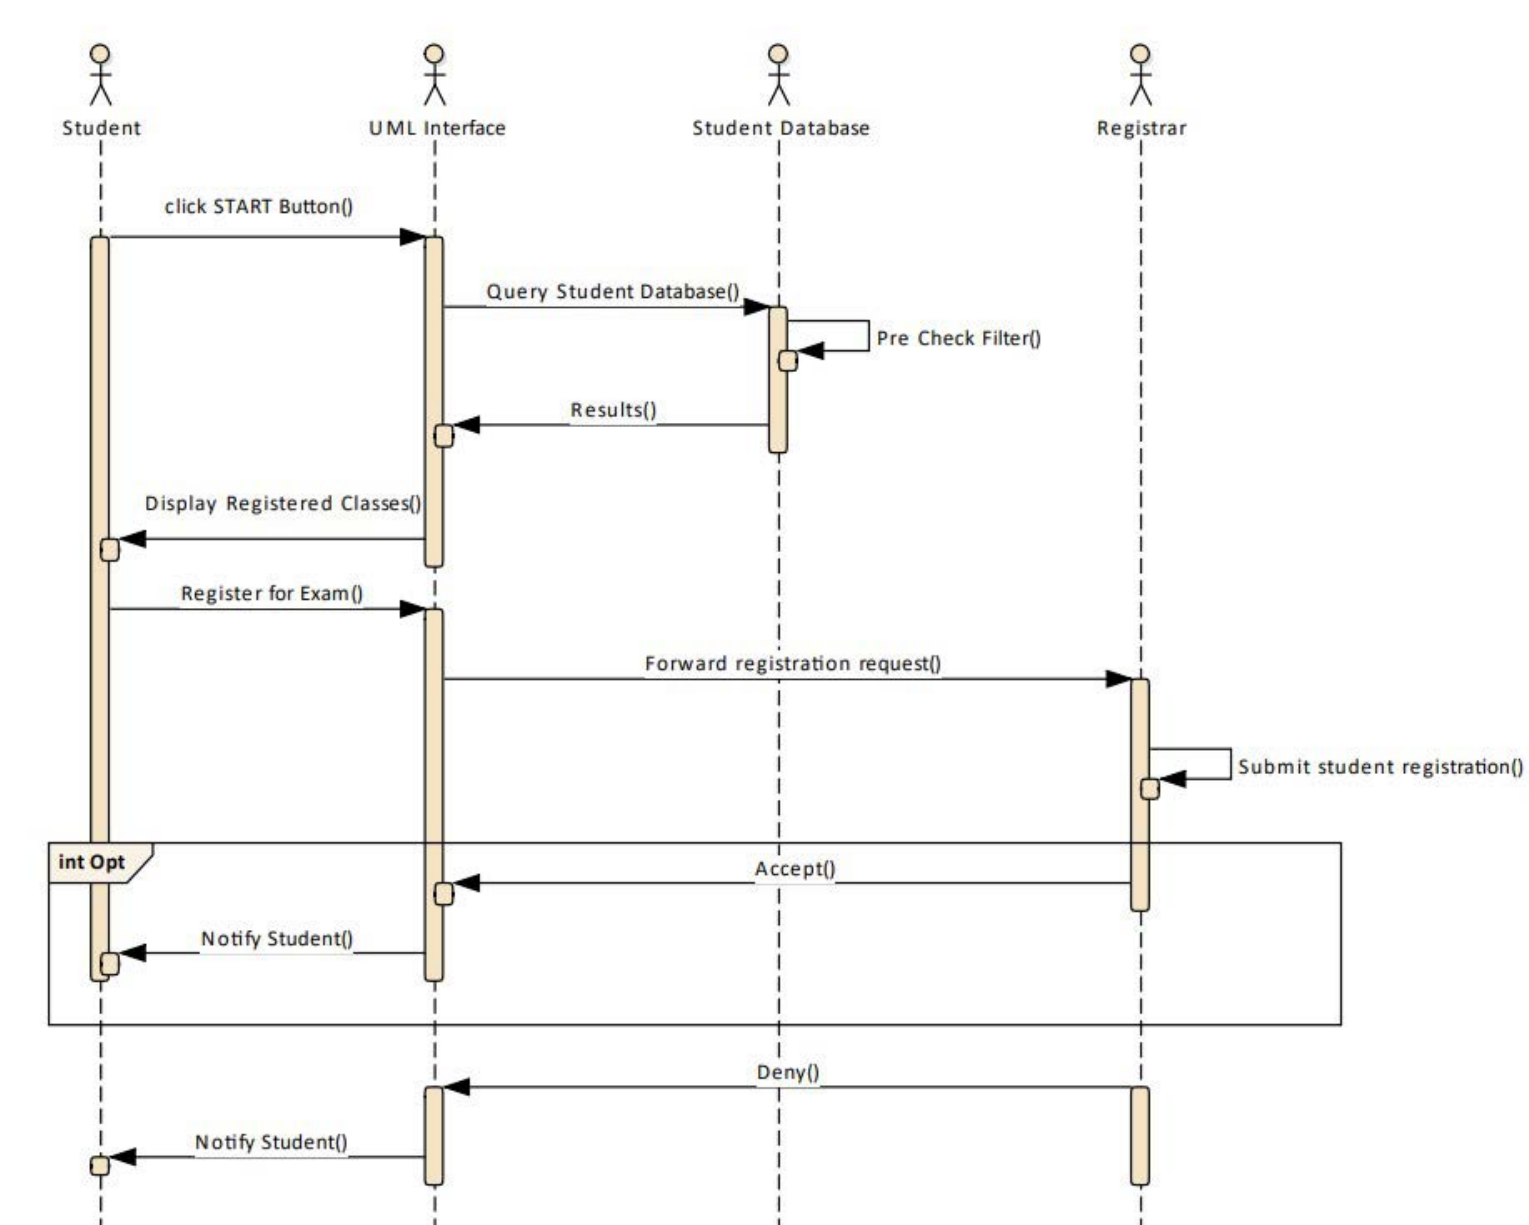 Student
UML Interface
Student Database
Registrar
click START Button()
Query Student Database()
Pre Check Filter()
Results()
Display Registered Classes()
Register for Exam()
Forward registration request()
Submit student registration()
int Opt
Accept()
Notify Student()
Deny()
Notify Student()